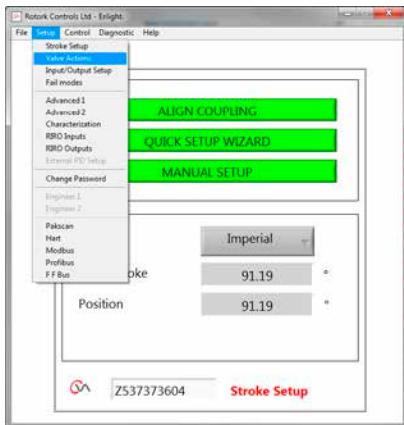 Rotork Controls Ltd - Enlight.
File Setup Control Diagnostic Help
Stroke Setup
Valve Actions
Input/Output Setup
Fail modes
Advanced 1
Advanced 2
Characterization
RIRO Inputs
RIRO Outputs
External PID Setup
Change Password
Engineer 1
Engineer 2
Pakscan
Hart
Modbus
Profibus
F F Bus
ALIGN COUPLING
QUICK SETUP WIZARD
MANUAL SETUP
Imperial
oke 91.19 °
Position 91.19 °
Z537373604 Stroke Setup